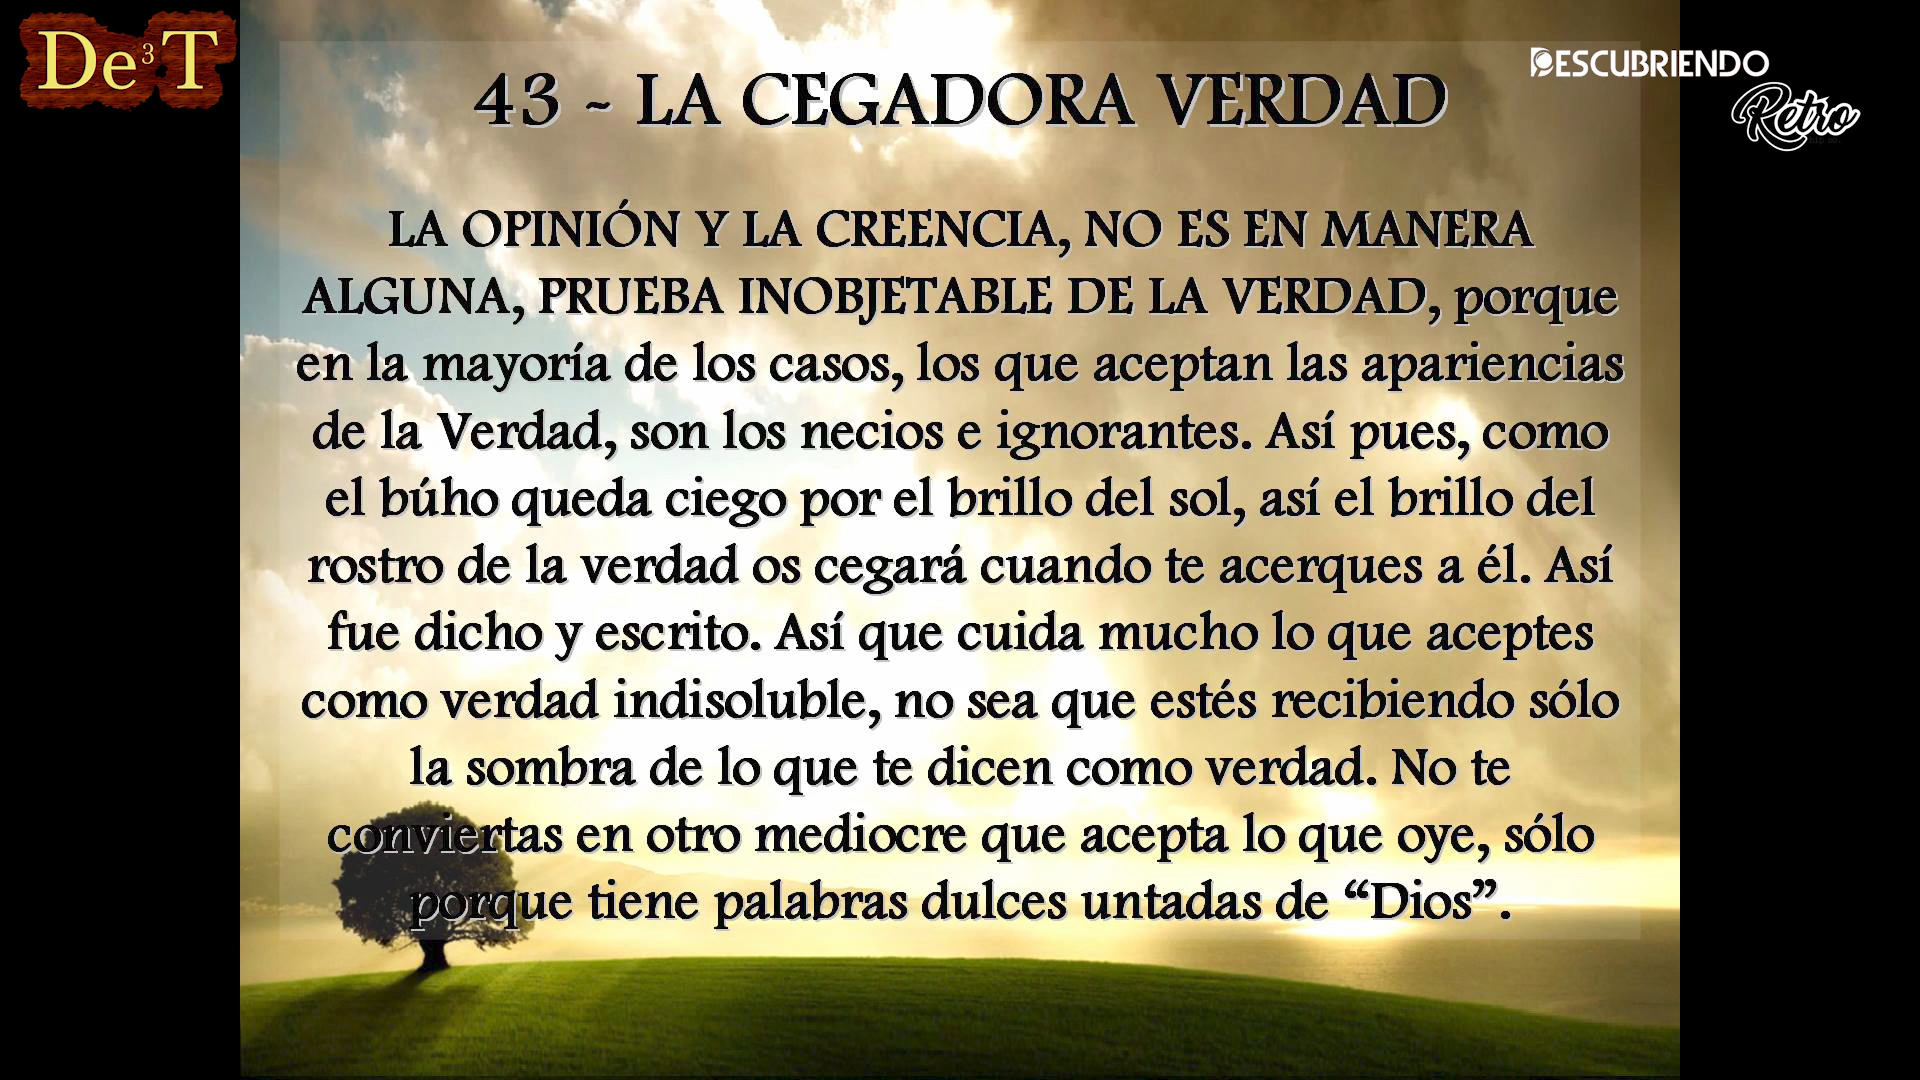 De³T
DESCUBRIENDO
Retro
43 ~ LA CEGADORA VERDAD
LA OPINIÓN Y LA CREENCIA, NO ES EN MANERA
ALGUNA, PRUEBA INOBJETABLE DE LA VERDAD, porque
en la mayoría de los casos, los que aceptan las apariencias
de la Verdad, son los necios e ignorantes. Así pues, como
el búho queda ciego por el brillo del sol, así el brillo del
rostro de la verdad os cegará cuando te acerques a él. Así
fue dicho y escrito. Así que cuida mucho lo que aceptes
como verdad indisoluble, no sea que estés recibiendo sólo
la sombra de lo que te dicen como verdad. No te
conviertas en otro mediocre que acepta lo que oye, sólo
porque tiene palabras dulces untadas de “Dios”.